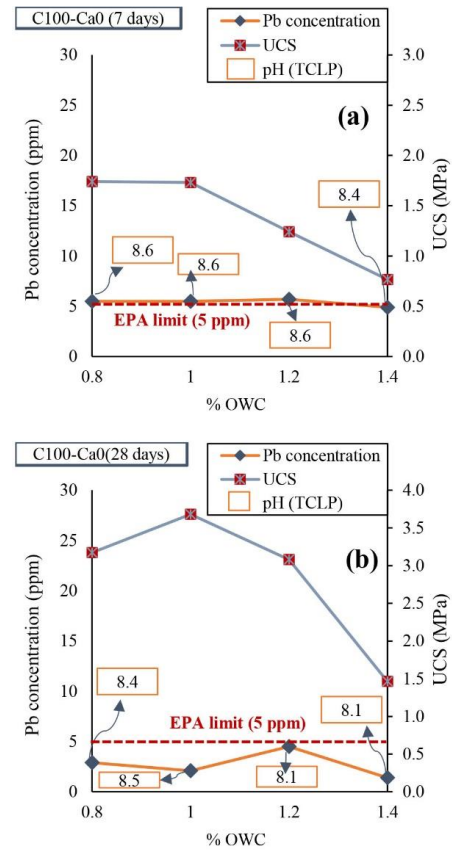 C100-Ca0 (7 days)
Pb concentration
UCS
pH (TCLP)
(a)
30
25
20
15
10
5
0
Pb concentration (ppm)
3.0
2.5
2.0
1.5
1.0
0.5
0.0
UCS (MPa)
8.6
8.6
8.6
8.4
EPA limit (5 ppm)
0.8
1
1.2
1.4
% OWC
C100-Ca0(28 days)
Pb concentration
UCS
pH (TCLP)
(b)
30
25
20
15
10
5
0
Pb concentration (ppm)
4.0
3.5
3.0
2.5
2.0
1.5
1.0
0.5
0.0
UCS (MPa)
8.4
8.5
8.1
8.1
EPA limit (5 ppm)
0.8
1
1.2
1.4
% OWC